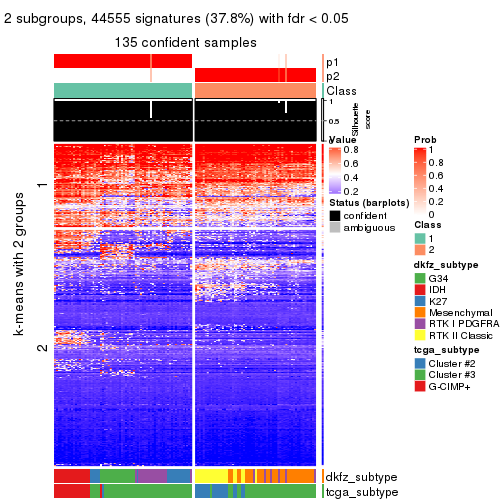 2 subgroups, 44555 signatures (37.8%) with fdr < 0.05
135 confident samples
p1
p2
Class
1
0.5
0
Silhouette
score
k-means with 2 groups
1
2
Value
0.8
0.6
0.4
0.2
Status (barplots)
confident
ambiguous
Prob
1
0.8
0.6
0.4
0.2
0
Class
1
2
dkfz_subtype
G34
IDH
K27
Mesenchymal
RTK I PDGFRA
RTK II Classic
tcga_subtype
Cluster #2
Cluster #3
G-CIMP+
dkfz_subtype
tcga_subtype